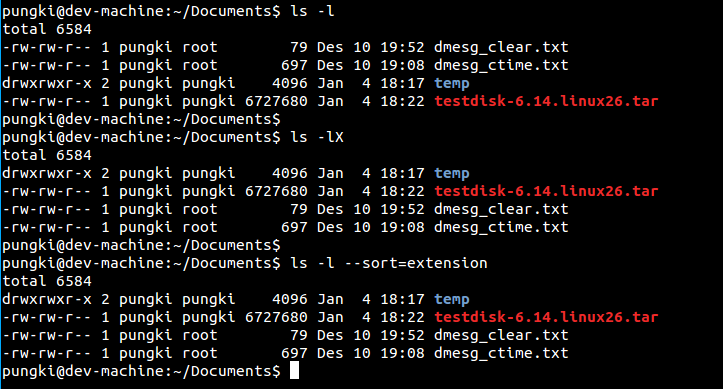 pungki@dev-machine:~/Documents$ ls -l
total 6584
-rw-rw-r-- 1 pungki root        79 Des 10 19:52 dmesg_clear.txt
-rw-rw-r-- 1 pungki root       697 Des 10 19:08 dmesg_ctime.txt
drwxrwxr-x 2 pungki pungki    4096 Jan  4 18:17 temp
-rw-rw-r-- 1 pungki pungki 6727680 Jan  4 18:22 testdisk-6.14.linux26.tar
pungki@dev-machine:~/Documents$
pungki@dev-machine:~/Documents$ ls -lX
total 6584
drwxrwxr-x 2 pungki pungki    4096 Jan  4 18:17 temp
-rw-rw-r-- 1 pungki pungki 6727680 Jan  4 18:22 testdisk-6.14.linux26.tar
-rw-rw-r-- 1 pungki root        79 Des 10 19:52 dmesg_clear.txt
-rw-rw-r-- 1 pungki root       697 Des 10 19:08 dmesg_ctime.txt
pungki@dev-machine:~/Documents$
pungki@dev-machine:~/Documents$ ls -l --sort=extension
total 6584
drwxrwxr-x 2 pungki pungki    4096 Jan  4 18:17 temp
-rw-rw-r-- 1 pungki pungki 6727680 Jan  4 18:22 testdisk-6.14.linux26.tar
-rw-rw-r-- 1 pungki root        79 Des 10 19:52 dmesg_clear.txt
-rw-rw-r-- 1 pungki root       697 Des 10 19:08 dmesg_ctime.txt
pungki@dev-machine:~/Documents$